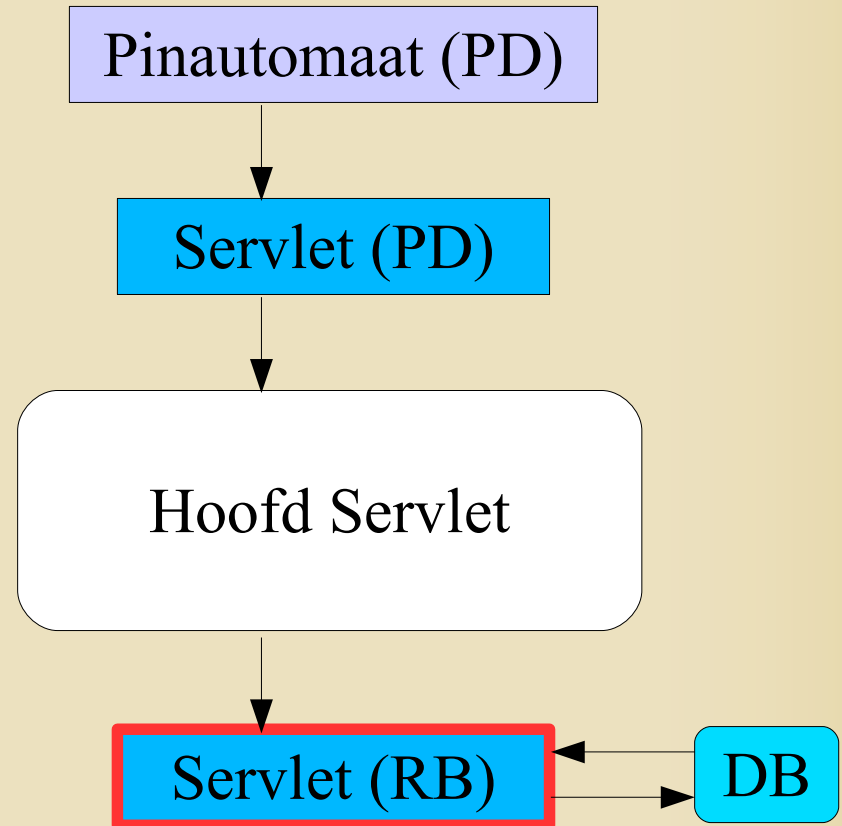 Pinautomaat (PD)
Servlet (PD)
Hoofd Servlet
Servlet (RB)
DB